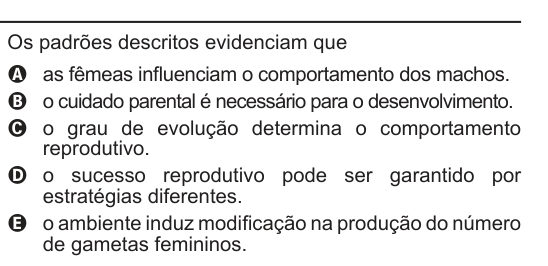 Os padrões descritos evidenciam que
A as fêmeas influenciam o comportamento dos machos.
B o cuidado parental é necessário para o desenvolvimento.
C o grau de evolução determina o comportamento
reprodutivo.
D o sucesso reprodutivo pode ser garantido por
estratégias diferentes.
E o ambiente induz modificação na produção do número
de gametas femininos.